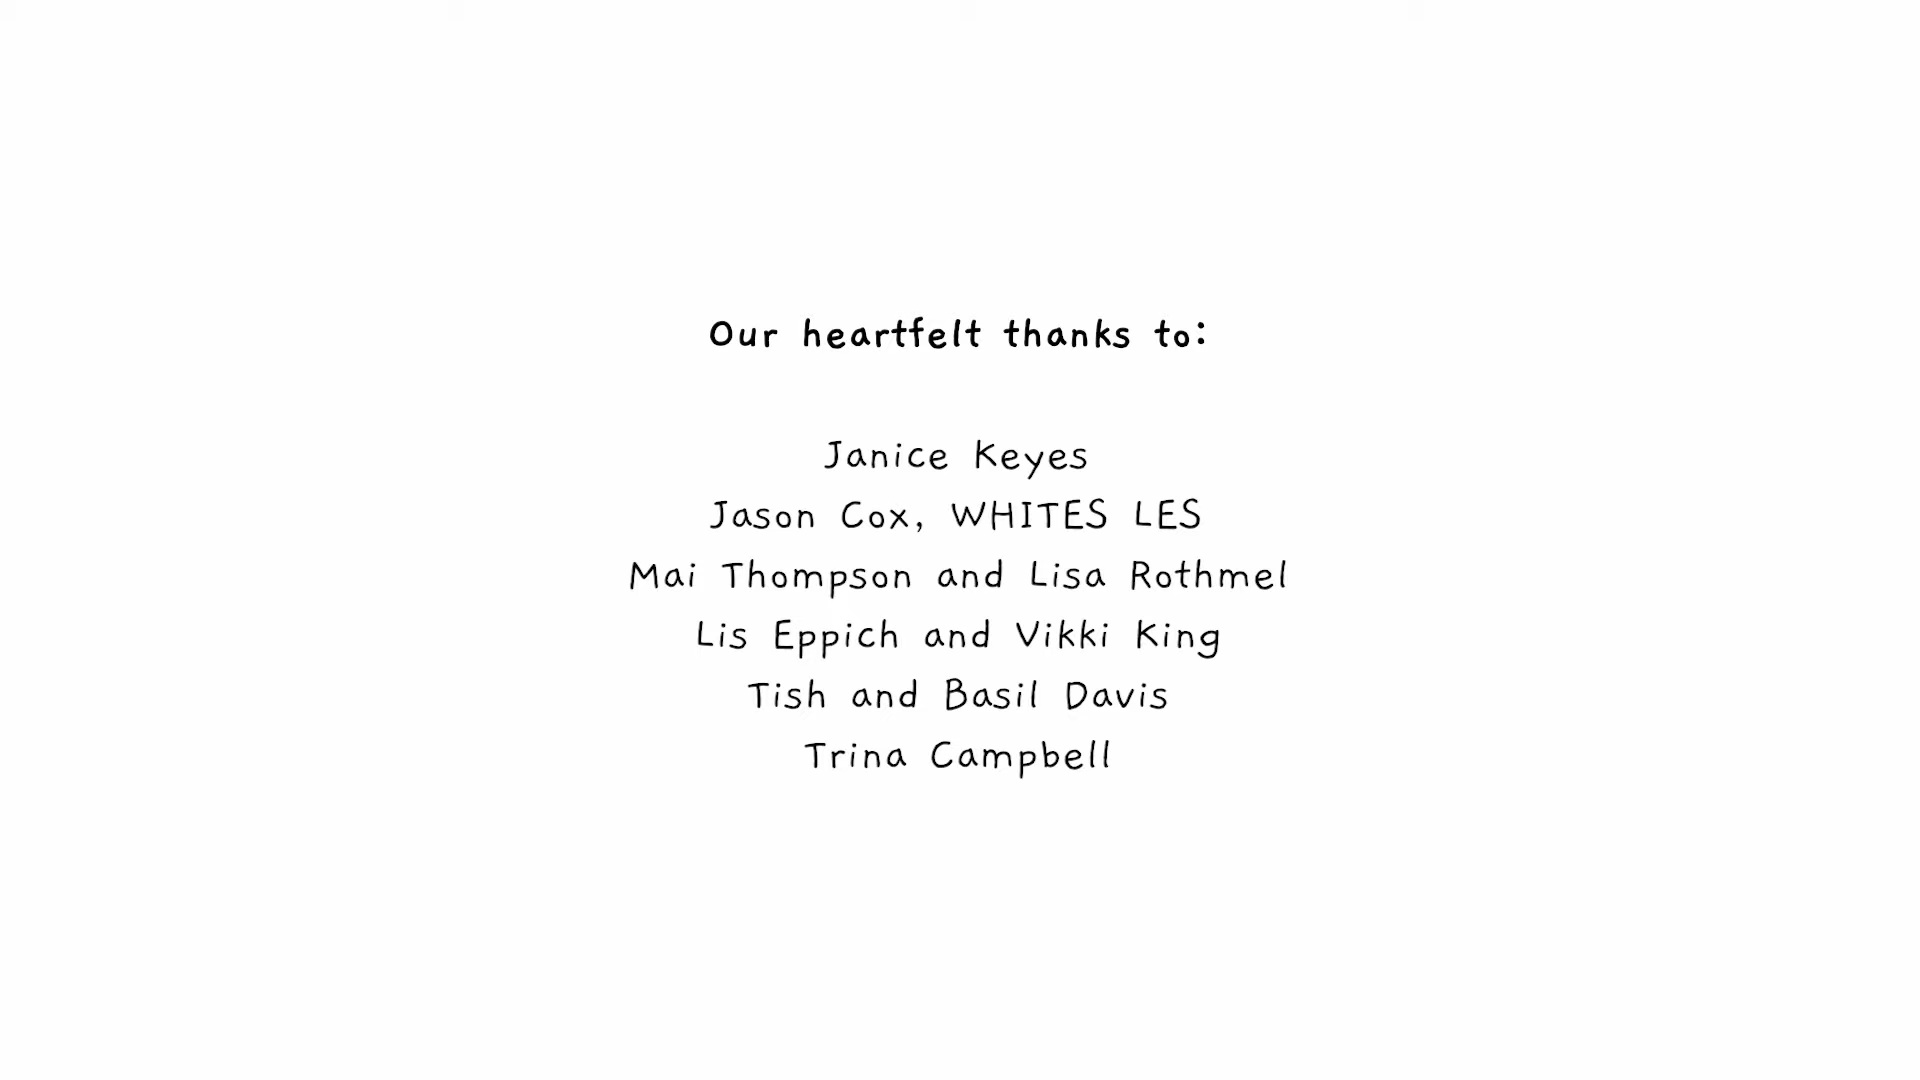 Our heartfelt thanks to:
Janice Keyes
Jason Cox, WHITES LES
Mai Thompson and Lisa Rothmel
Lis Eppich and Vikki King
Tish and Basil Davis
Trina Campbell